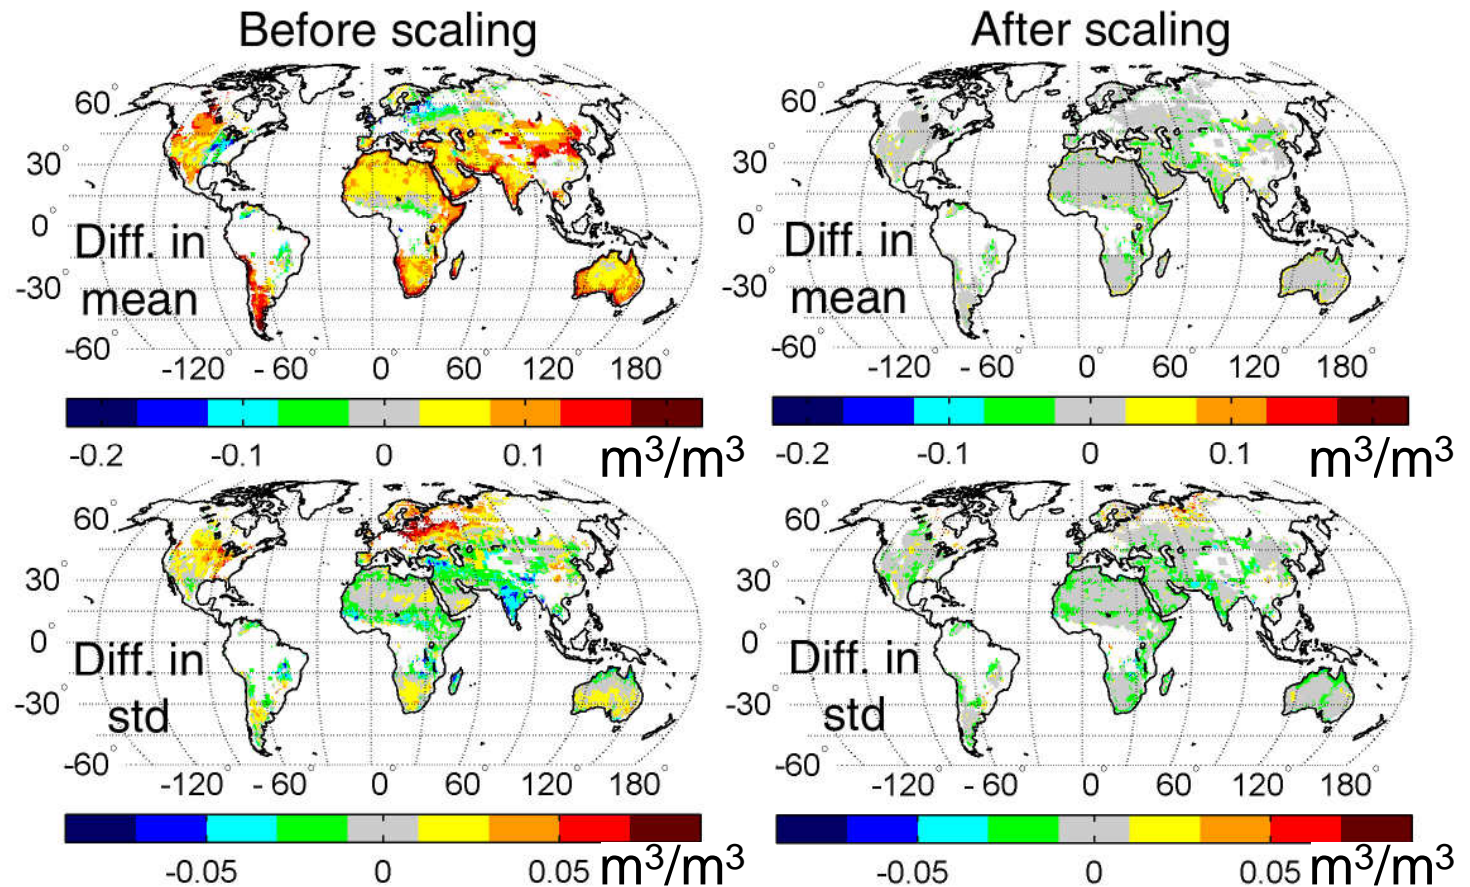 Before scaling After scaling
60° 60°
30° 30°
0° 0°
Diff. in Diff. in
-30° -30°
mean mean
-60° -60°
-120° -60° 0° 60° 120° 180° -120° -60° 0° 60° 120° 180°
-0.2 -0.1 0 0.1 m³/m³ -0.2 -0.1 0 0.1 m³/m³
60° 60°
30° 30°
0° 0°
Diff. in Diff. in
-30° -30°
std std
-60° -60°
-120° -60° 0° 60° 120° 180° -120° -60° 0° 60° 120° 180°
-0.05 0 0.05 m³/m³ -0.05 0 0.05 m³/m³